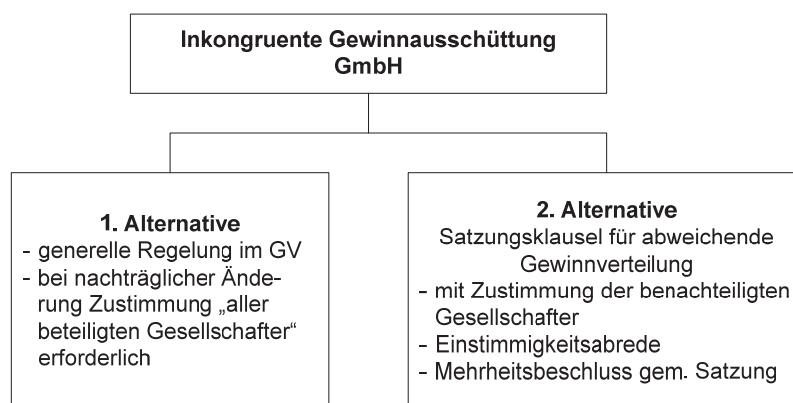 Inkongruente Gewinnausschüttung
GmbH
1. Alternative
- generelle Regelung im GV
- bei nachträglicher Ände-
rung Zustimmung „aller
beteiligten Gesellschafter“
erforderlich
2. Alternative
Satzungsklausel für abweichende
Gewinnverteilung
- mit Zustimmung der benachteiligten
Gesellschafter
- Einstimmigkeitsabrede
- Mehrheitsbeschluss gem. Satzung